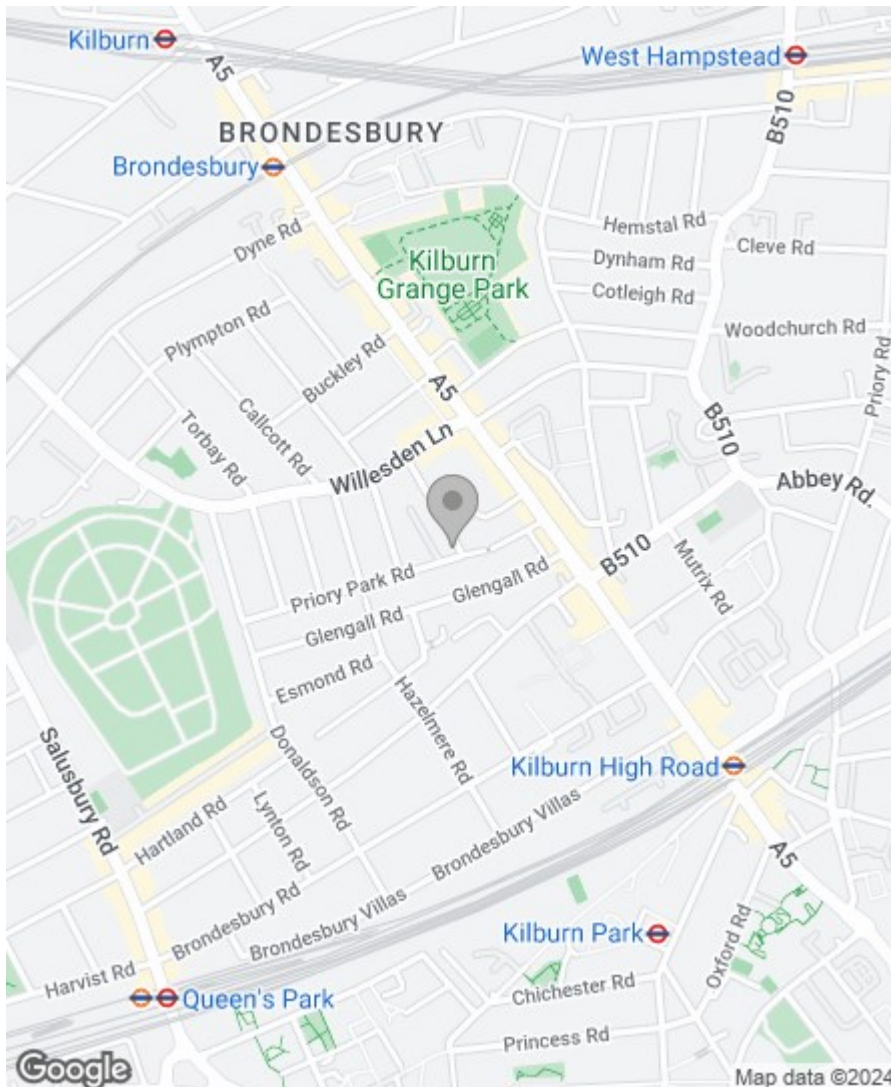 Kilburn
A5
West Hampstead
B510
BRONDESBURY
Brondesbury
Dyne Rd
Hemstal Rd
Cleve Rd
Kilburn
Grange Park
Dynham Rd
Cotleigh Rd
Plympton Rd
Buckley Rd
Woodchurch Rd
Priory Rd
A5
Callcott Rd
Torbay Rd
B510
Willesden Ln
Abbey Rd.
B510
Mutrix Rd
Priory Park Rd
Glengall Rd
Glengall Rd
Esmond Rd
Hazelmere Rd
Salusbury Rd
Donaldson Rd
Kilburn High Road
Hartland Rd
Lynton Rd
Brondesbury Villas
A5
Brondesbury Rd
Brondesbury Villas
Kilburn Park
Oxford Rd
Harvist Rd
Queen's Park
Chichester Rd
Princess Rd
Google
Map data ©2024